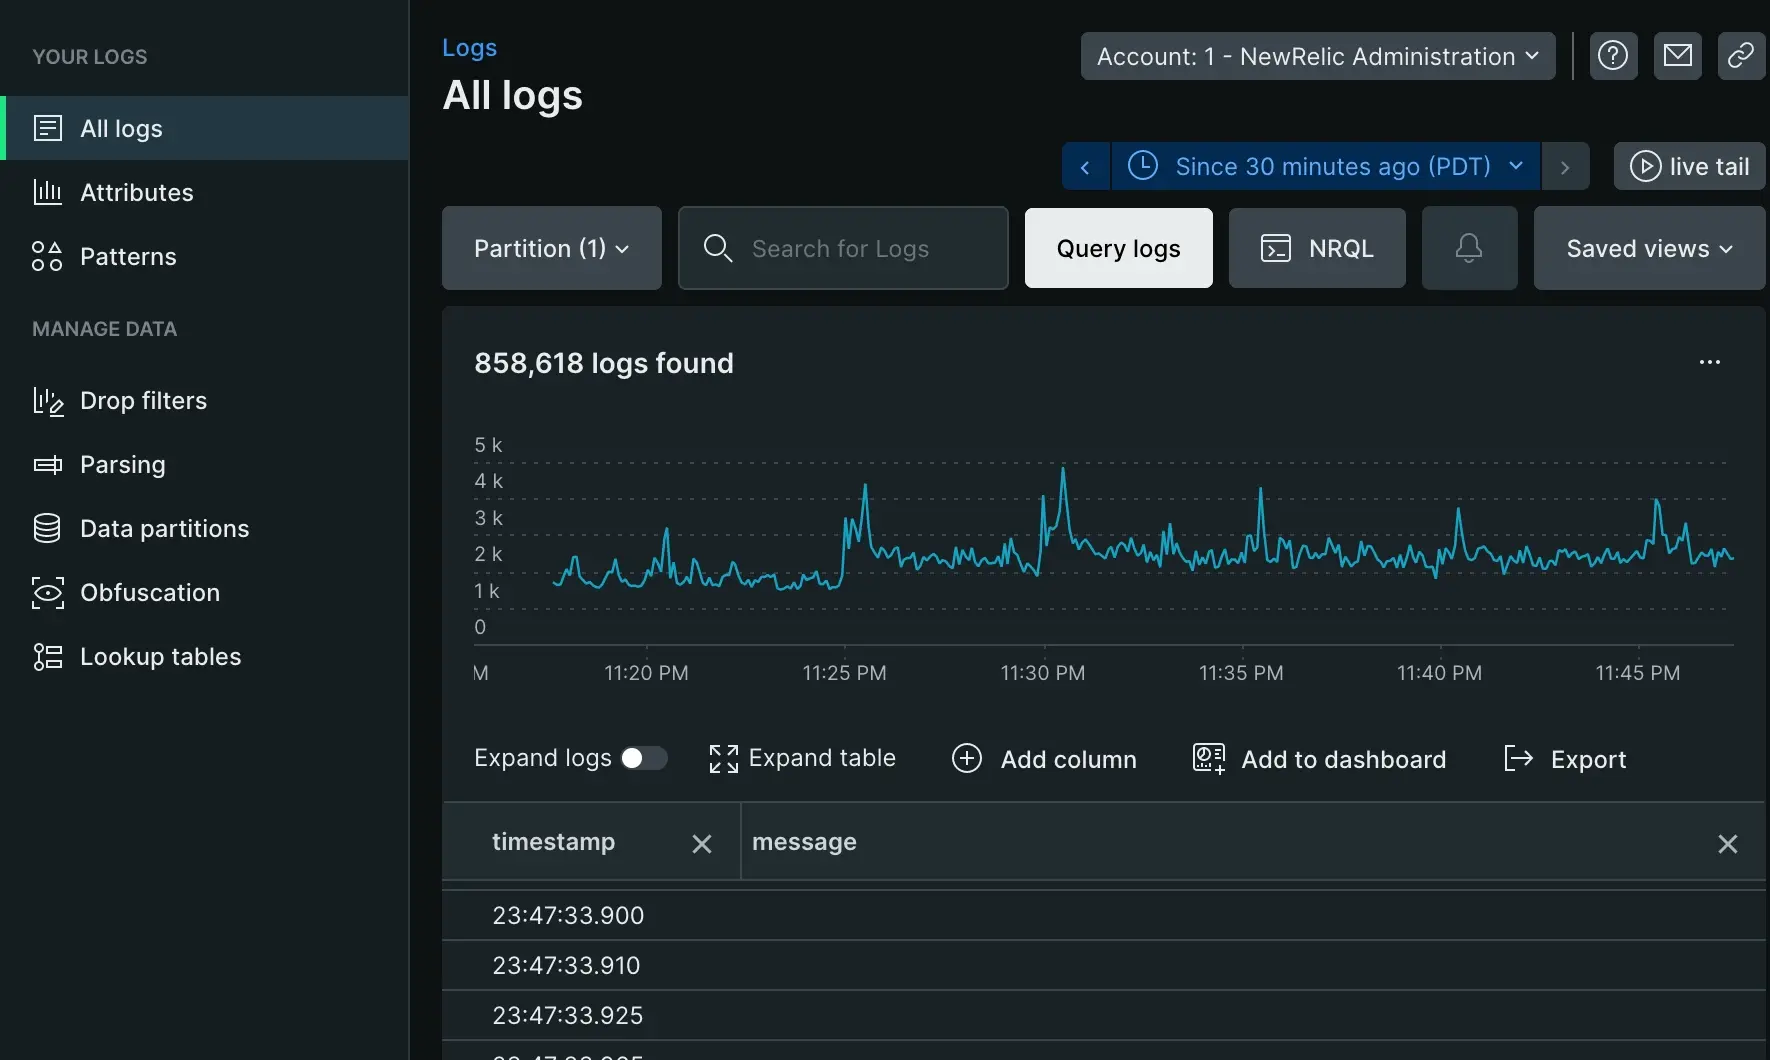 YOUR LOGS
All logs
Attributes
Patterns
MANAGE DATA
Drop filters
Parsing
Data partitions
Obfuscation
Lookup tables
Logs
All logs
Account: 1 - NewRelic Administration
Since 30 minutes ago (PDT)
live tail
Partition (1)
Search for Logs
Query logs
NRQL
Saved views
858,618 logs found
5 k
4 k
3 k
2 k
1 k
0
M 11:20 PM 11:25 PM 11:30 PM 11:35 PM 11:40 PM 11:45 PM
Expand logs
Expand table
Add column
Add to dashboard
Export
timestamp
message
23:47:33.900
23:47:33.910
23:47:33.925